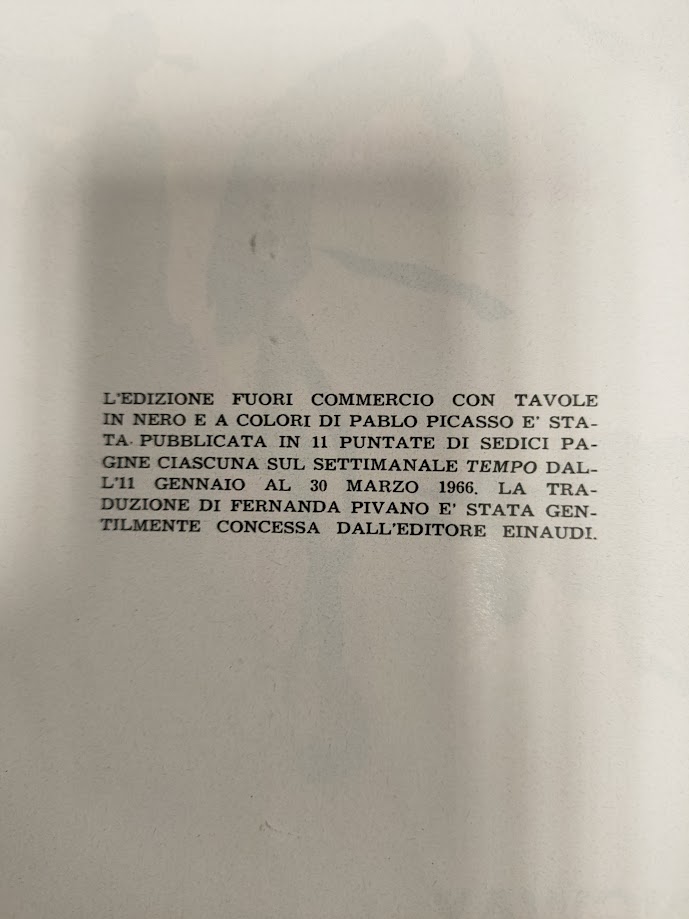 L'EDIZIONE FUORI COMMERCIO CON TAVOLE
IN NERO E A COLORI DI PABLO PICASSO E' STA-
TA PUBBLICATA IN 11 PUNTATE DI SEDICI PA-
GINE CIASCUNA SUL SETTIMANALE TEMPO DAL-
L'11 GENNAIO AL 30 MARZO 1966. LA TRA-
DUZIONE DI FERNANDA PIVANO E' STATA GEN-
TILMENTE CONCESSA DALL'EDITORE EINAUDI.